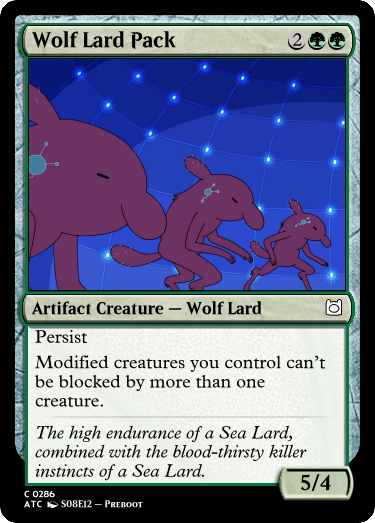 Wolf Lard Pack 2
Artifact Creature — Wolf Lard
Persist
Modified creatures you control can't
be blocked by more than one
creature.
The high endurance of a Sea Lard,
combined with the blood-thirsty killer
instincts of a Sea Lard.
5/4
C 0286
ATC S08E12 – Preboot